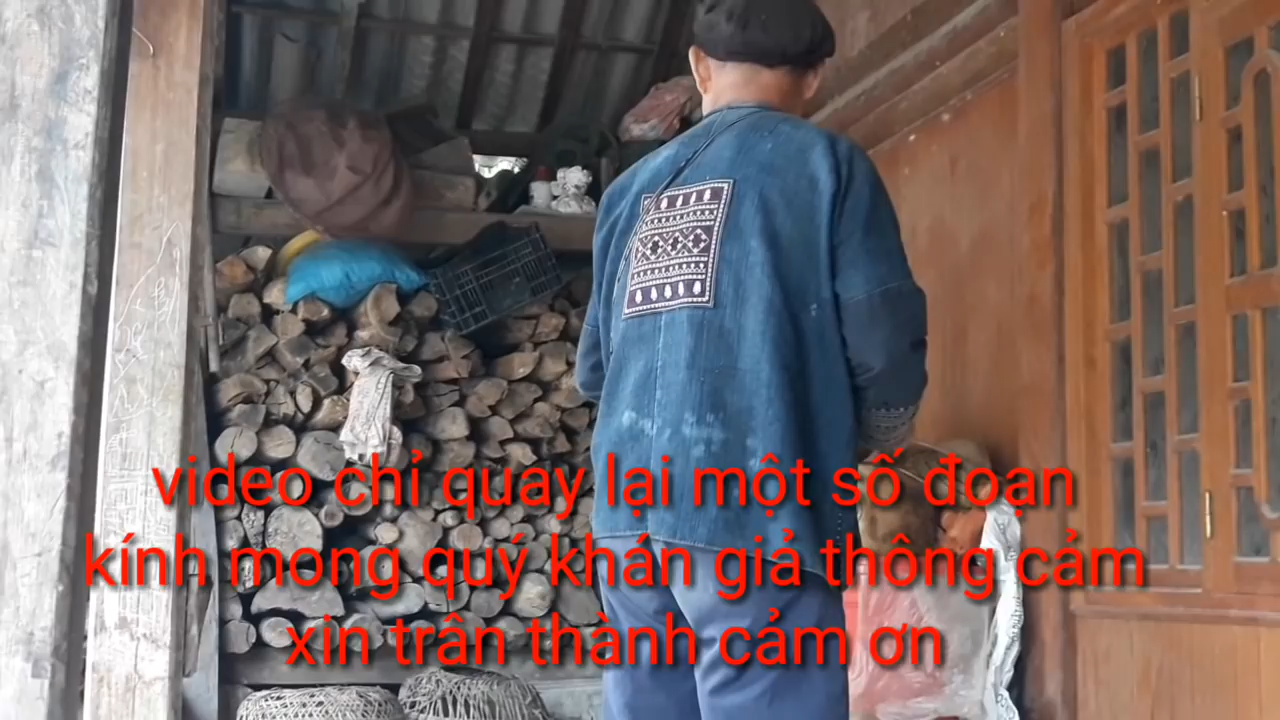 video chỉ quay lại một số đoạn
kính mong quý khán giả thông cảm
xin trân thành cảm ơn